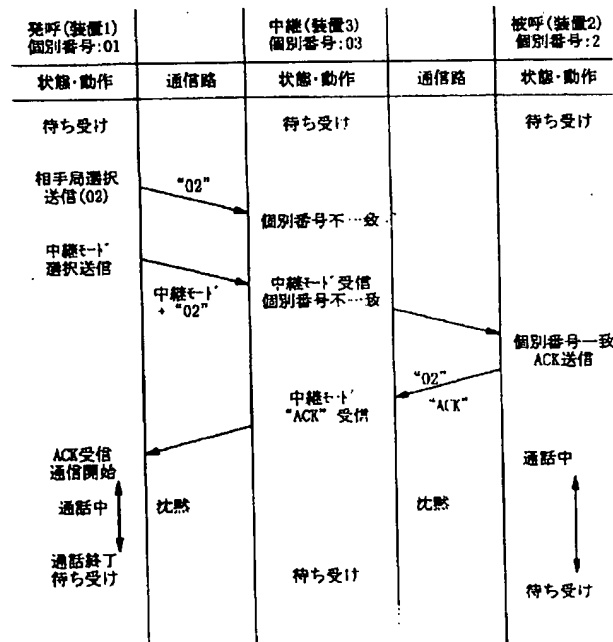 発呼(装置1)
個別番号:01
中継(装置3)
個別番号:03
被呼(装置2)
個別番号:2
状態・動作
通信路
状態・動作
通信路
状態・動作
待ち受け
待ち受け
待ち受け
相手局選択
送信(02)
“02”
個別番号不一致
中継モード
選択送信
中継モード
+ “02”
中継モード受信
個別番号不一致
個別番号一致
ACK送信
“02”
“ACK”
中継モード
“ACK” 受信
ACK受信
通信開始
通話中
通話中
沈黙
沈黙
通話終了
待ち受け
待ち受け
待ち受け